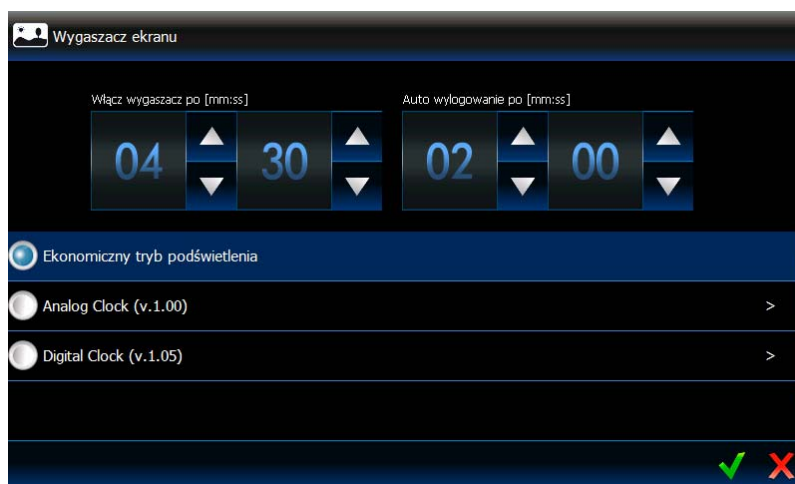 Wygaszacz ekranu
Włącz wygaszacz po [mm:ss]
Auto wylogowanie po [mm:ss]
04
30
02
00
Ekonomiczny tryb podświetlenia
Analog Clock (v.1.00)
>
Digital Clock (v.1.05)
>